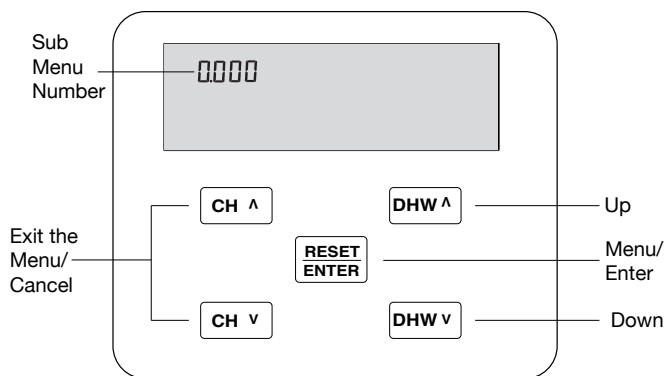 Sub
Menu
Number
0.000
CH ∧
DHW ∧
Up
Exit the
Menu/
Cancel
RESET
ENTER
Menu/
Enter
CH ∨
DHW ∨
Down